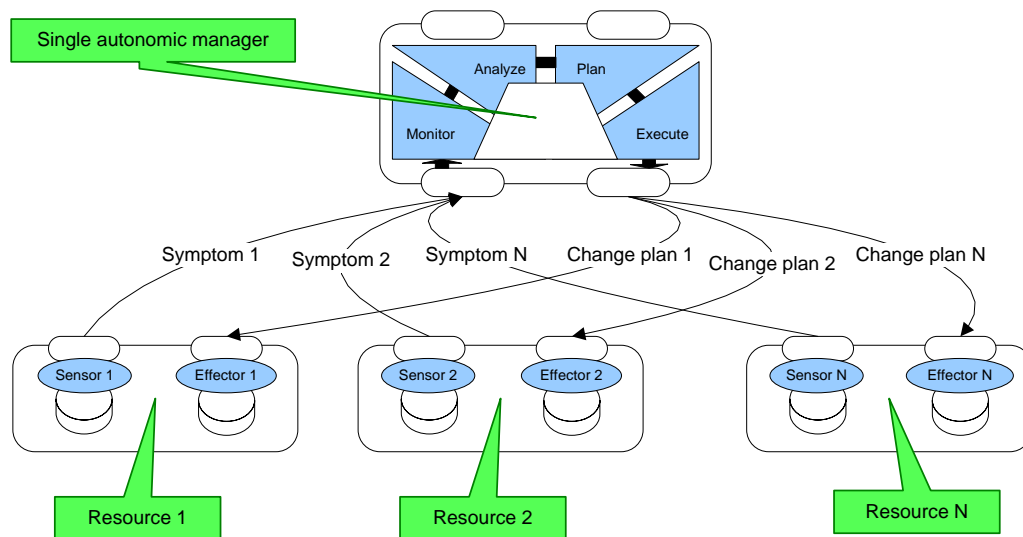 Single autonomic manager
Analyze
Plan
Monitor
Execute
Symptom 1
Symptom 2
Symptom N
Change plan 1
Change plan 2
Change plan N
Sensor 1
Effector 1
Sensor 2
Effector 2
Sensor N
Effector N
Resource 1
Resource 2
Resource N